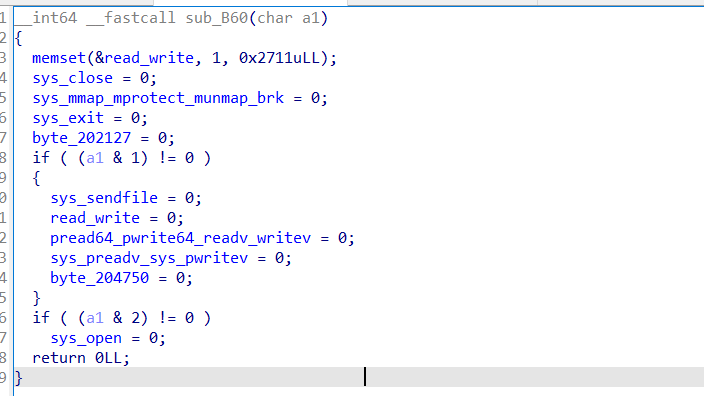 1 __int64 __fastcall sub_B60(char a1)
2 {
3 memset(&read_write, 1, 0x2711uLL);
4 sys_close = 0;
5 sys_mmap_mprotect_munmap_brk = 0;
6 sys_exit = 0;
7 byte_202127 = 0;
8 if ( (a1 & 1) != 0 )
9 {
0 sys_sendfile = 0;
1 read_write = 0;
2 pread64_pwrite64_readv_writev = 0;
3 sys_preadv_sys_pwritev = 0;
4 byte_204750 = 0;
5 }
6 if ( (a1 & 2) != 0 )
7 sys_open = 0;
8 return 0LL;
9 }